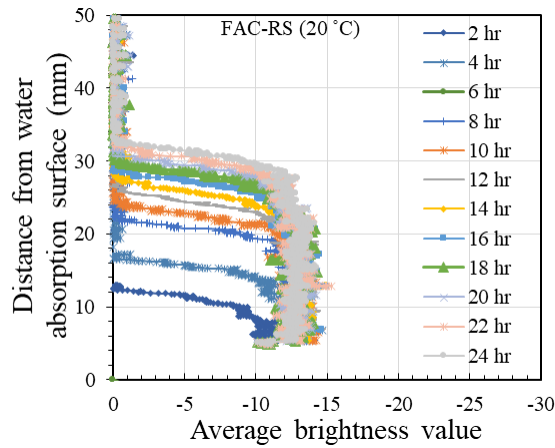 FAC-RS (20 ˚C)
50
40
30
20
10
0
Distance from water
absorption surface (mm)
2 hr
4 hr
6 hr
8 hr
10 hr
12 hr
14 hr
16 hr
18 hr
20 hr
22 hr
24 hr
0 -5 -10 -15 -20 -25 -30
Average brightness value